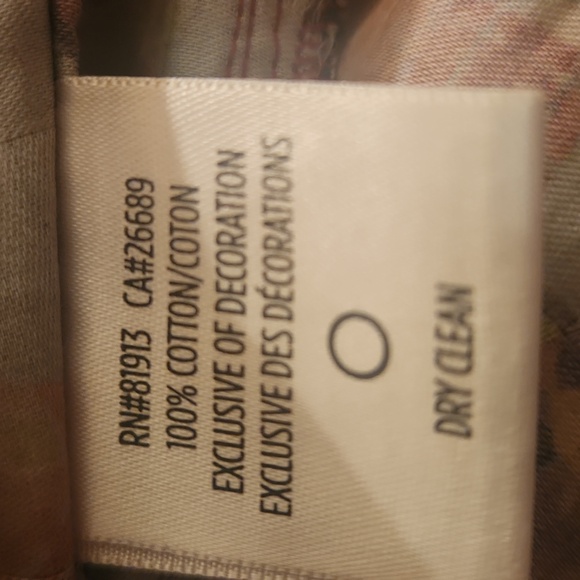 RN#81913 CA#26689
100% COTTON/COTON
EXCLUSIVE OF DECORATION
EXCLUSIVE DES DÉCORATIONS
DRY CLEAN